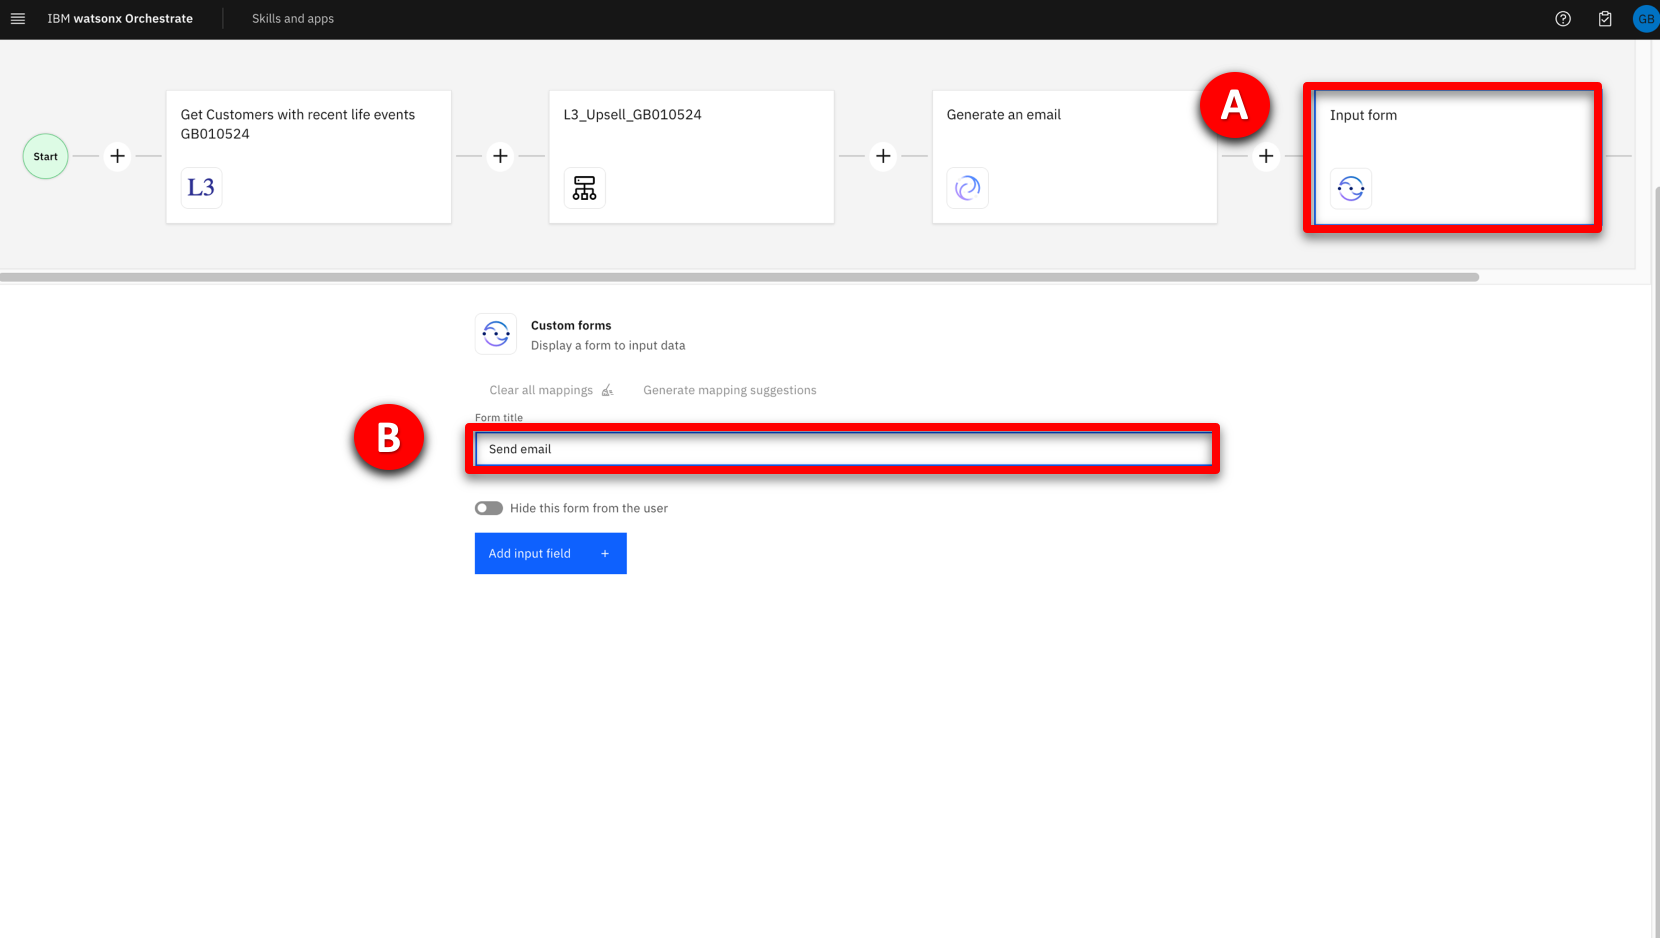 IBM watsonx Orchestrate
Skills and apps
GB
A
Start
Get Customers with recent life events
GB010524
L3
L3_Upsell_GB010524
Generate an email
Input form
Custom forms
Display a form to input data
Clear all mappings
Generate mapping suggestions
Form title
B
Send email
Hide this form from the user
Add input field +